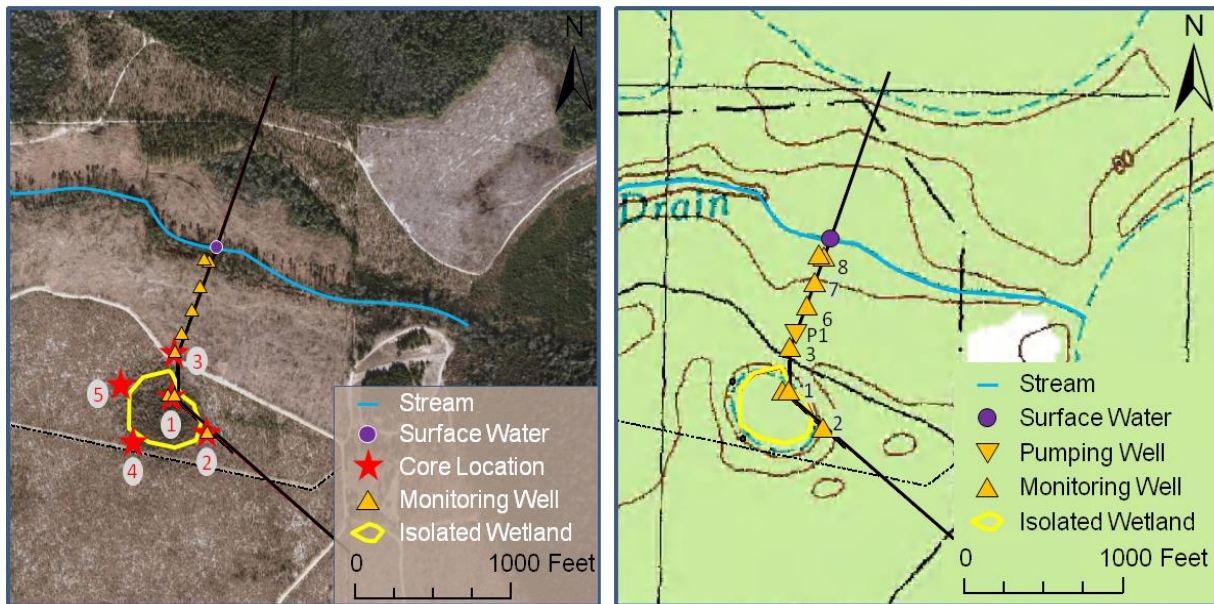 N
3
5
1
2
4
Stream
Surface Water
Core Location
Monitoring Well
Isolated Wetland
0 1000 Feet
N
60
Drain
8
7
6
P1
3
1
2
Stream
Surface Water
Pumping Well
Monitoring Well
Isolated Wetland
0 1000 Feet